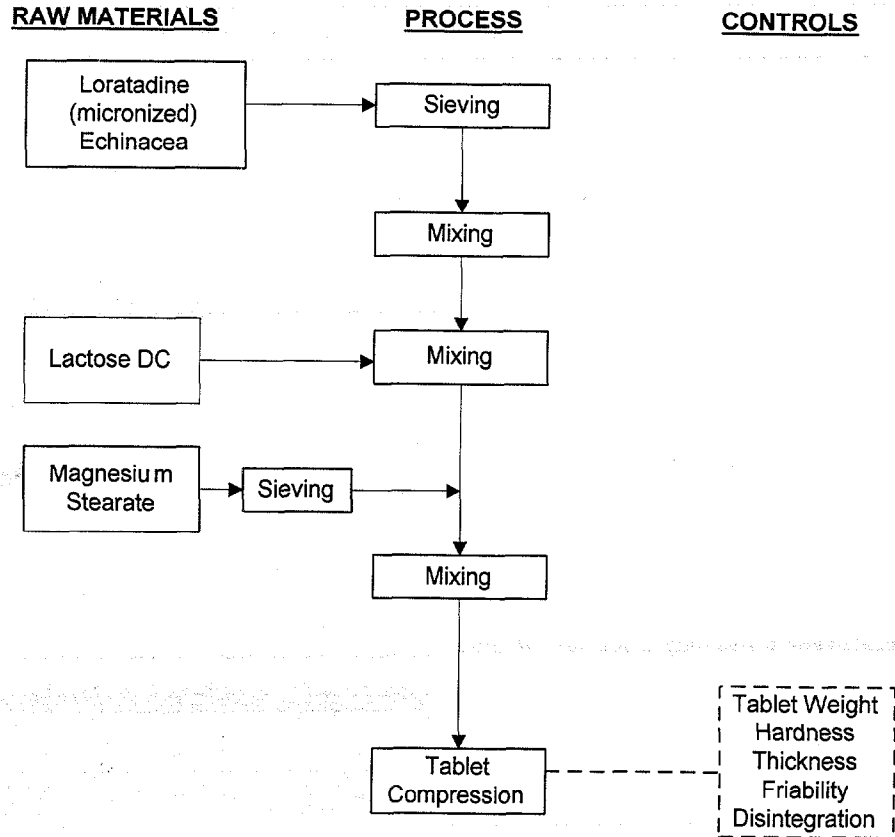 RAW MATERIALS
PROCESS
CONTROLS
Loratadine
(micronized)
Echinacea
Sieving
Mixing
Lactose DC
Mixing
Magnesium
Stearate
Sieving
Mixing
Tablet
Compression
Tablet Weight
Hardness
Thickness
Friability
Disintegration